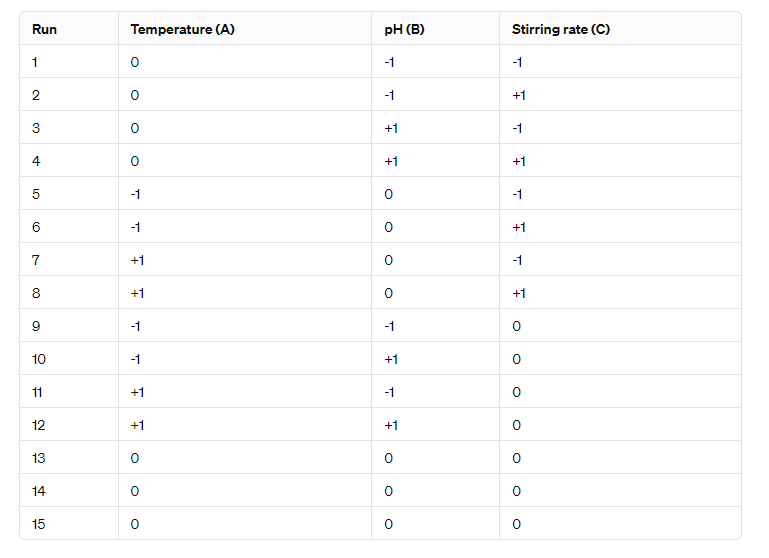 Run Temperature (A) pH (B) Stirring rate (C)
1 0 -1 -1
2 0 -1 +1
3 0 +1 -1
4 0 +1 +1
5 -1 0 -1
6 -1 0 +1
7 +1 0 -1
8 +1 0 +1
9 -1 -1 0
10 -1 +1 0
11 +1 -1 0
12 +1 +1 0
13 0 0 0
14 0 0 0
15 0 0 0